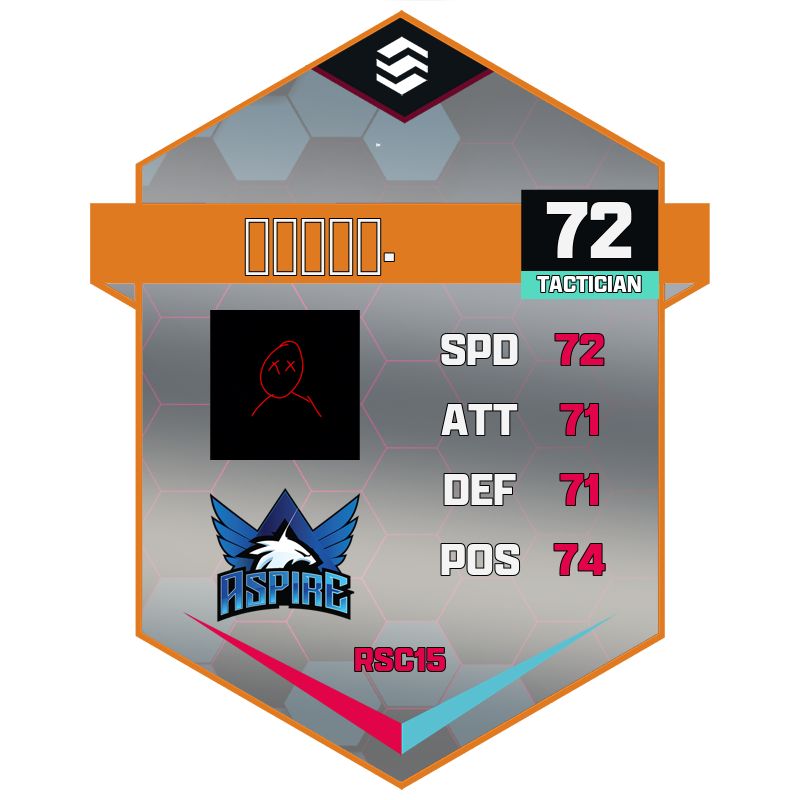 72
TACTICIAN
SPD 72
ATT 71
DEF 71
POS 74
ASPIRE
RSC15